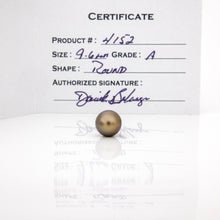 CERTIFICATE
PRODUCT #: 4152
SIZE: 9.6mm GRADE: A
SHAPE: ROUND
AUTHORIZED SIGNATURE: